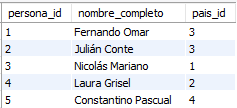 persona_id nombre_completo pais_id
1 Fernando Omar 3
2 Julián Conte 3
3 Nicolás Mariano 1
4 Laura Grisel 2
5 Constantino Pascual 4